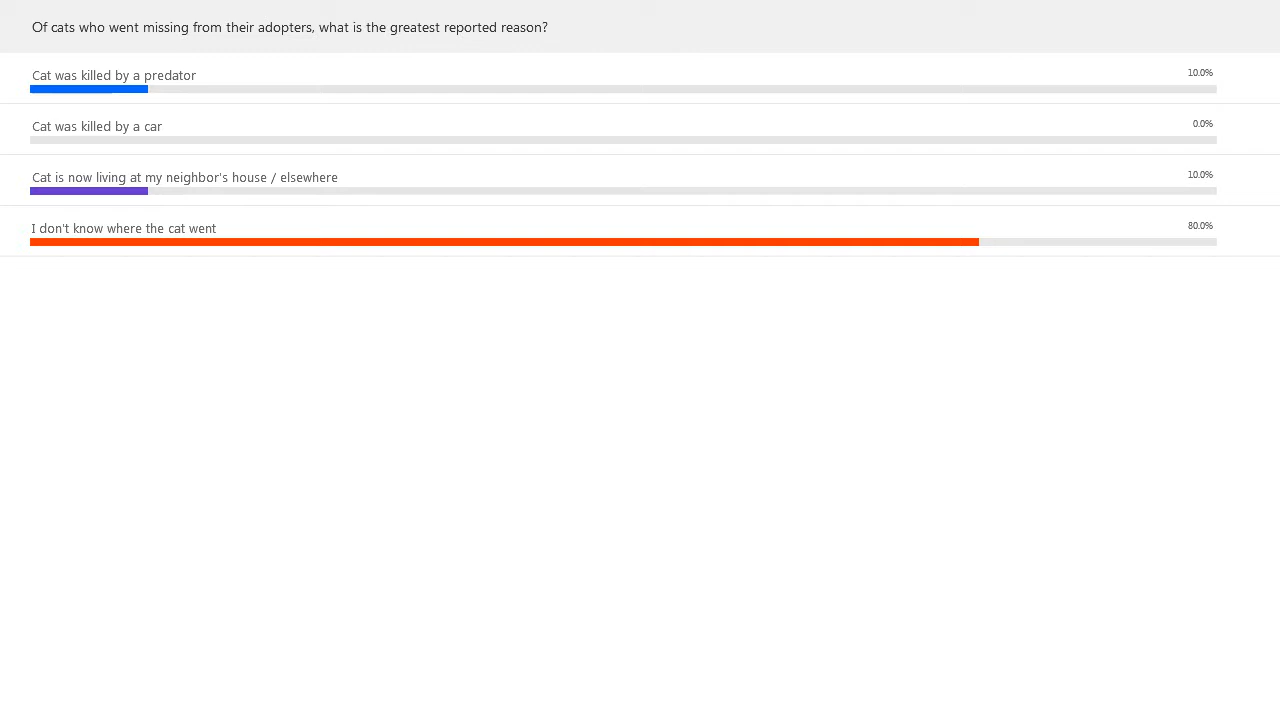 Of cats who went missing from their adopters, what is the greatest reported reason?
Cat was killed by a predator
10.0%
Cat was killed by a car
0.0%
Cat is now living at my neighbor's house / elsewhere
10.0%
I don't know where the cat went
80.0%